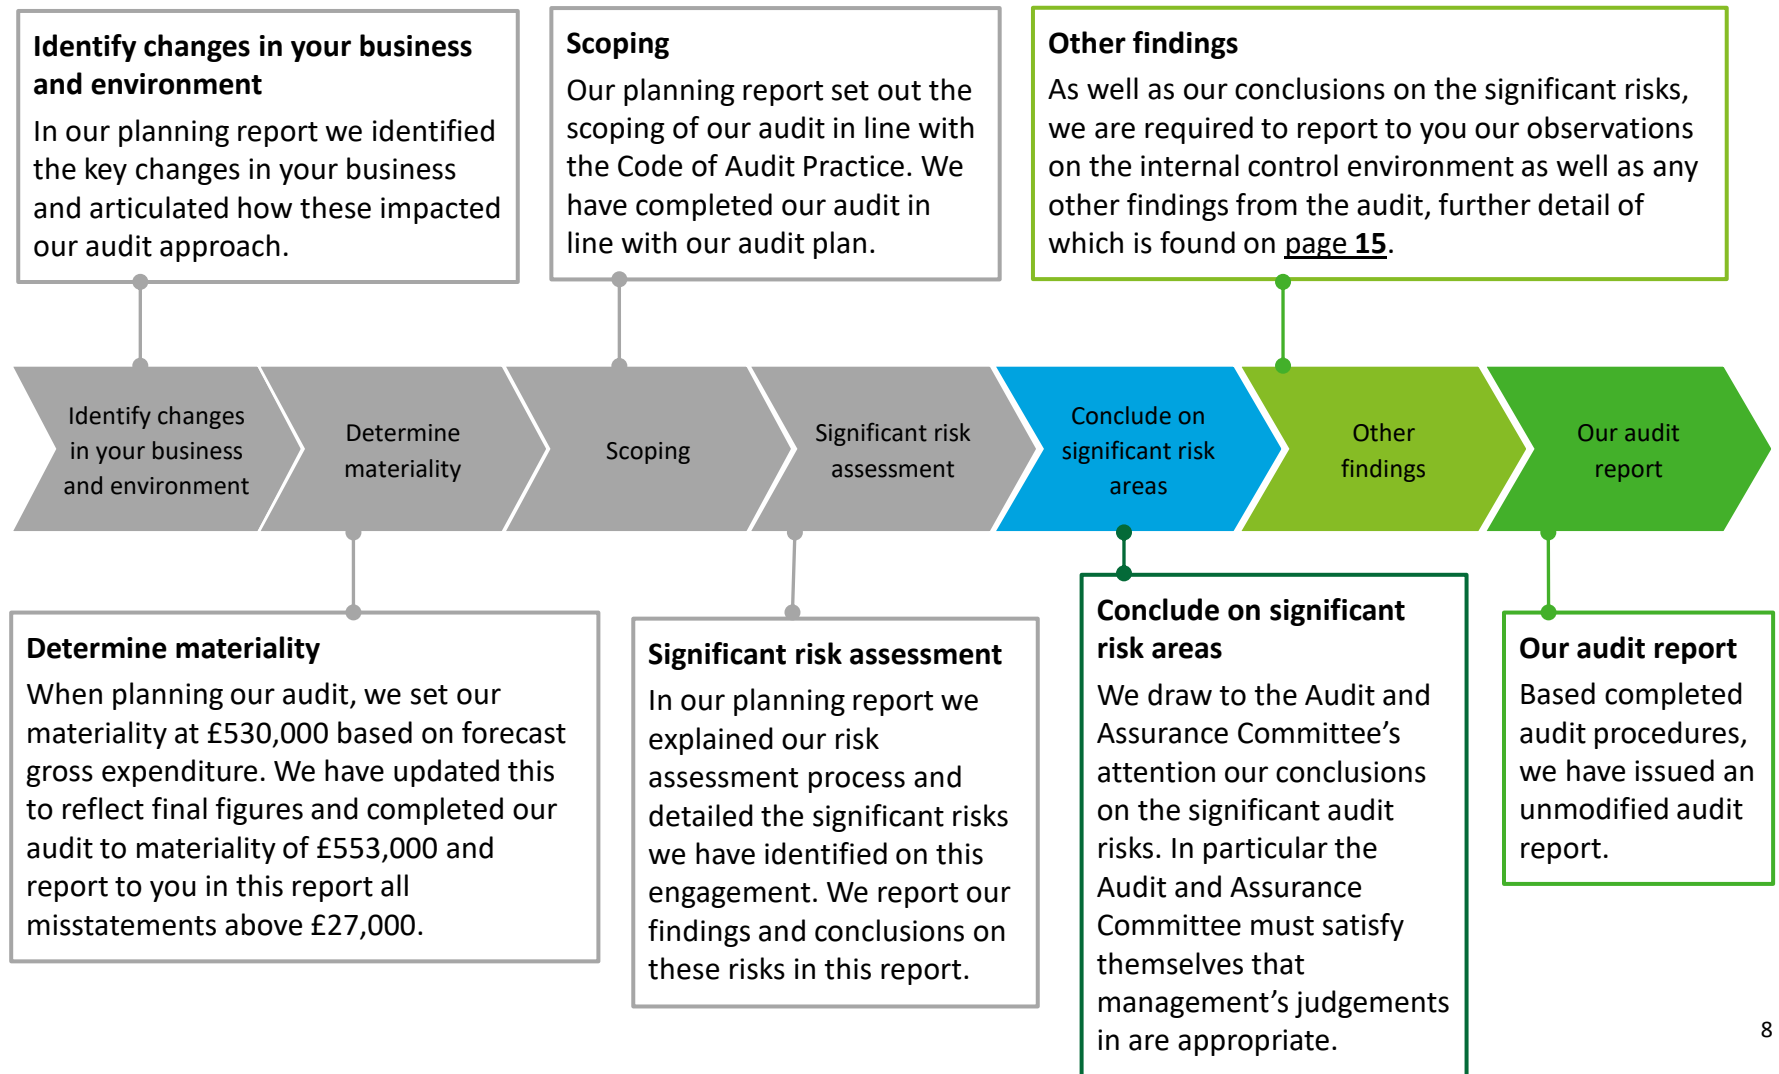 Identify changes in your business
and environment
In our planning report we identified
the key changes in your business
and articulated how these impacted
our audit approach.
Scoping
Our planning report set out the
scoping of our audit in line with
the Code of Audit Practice. We
have completed our audit in
line with our audit plan.
Other findings
As well as our conclusions on the significant risks,
we are required to report to you our observations
on the internal control environment as well as any
other findings from the audit, further detail of
which is found on page 15.
Identify changes
in your business
and environment
Determine
materiality
Scoping
Significant risk
assessment
Conclude on
significant risk
areas
Other
findings
Our audit
report
Determine materiality
When planning our audit, we set our
materiality at £530,000 based on forecast
gross expenditure. We have updated this
to reflect final figures and completed our
audit to materiality of £553,000 and
report to you in this report all
misstatements above £27,000.
Significant risk assessment
In our planning report we
explained our risk
assessment process and
detailed the significant risks
we have identified on this
engagement. We report our
findings and conclusions on
these risks in this report.
Conclude on significant
risk areas
We draw to the Audit and
Assurance Committee’s
attention our conclusions
on the significant audit
risks. In particular the
Audit and Assurance
Committee must satisfy
themselves that
management’s judgements
in are appropriate.
Our audit report
Based completed
audit procedures,
we have issued an
unmodified audit
report.
8